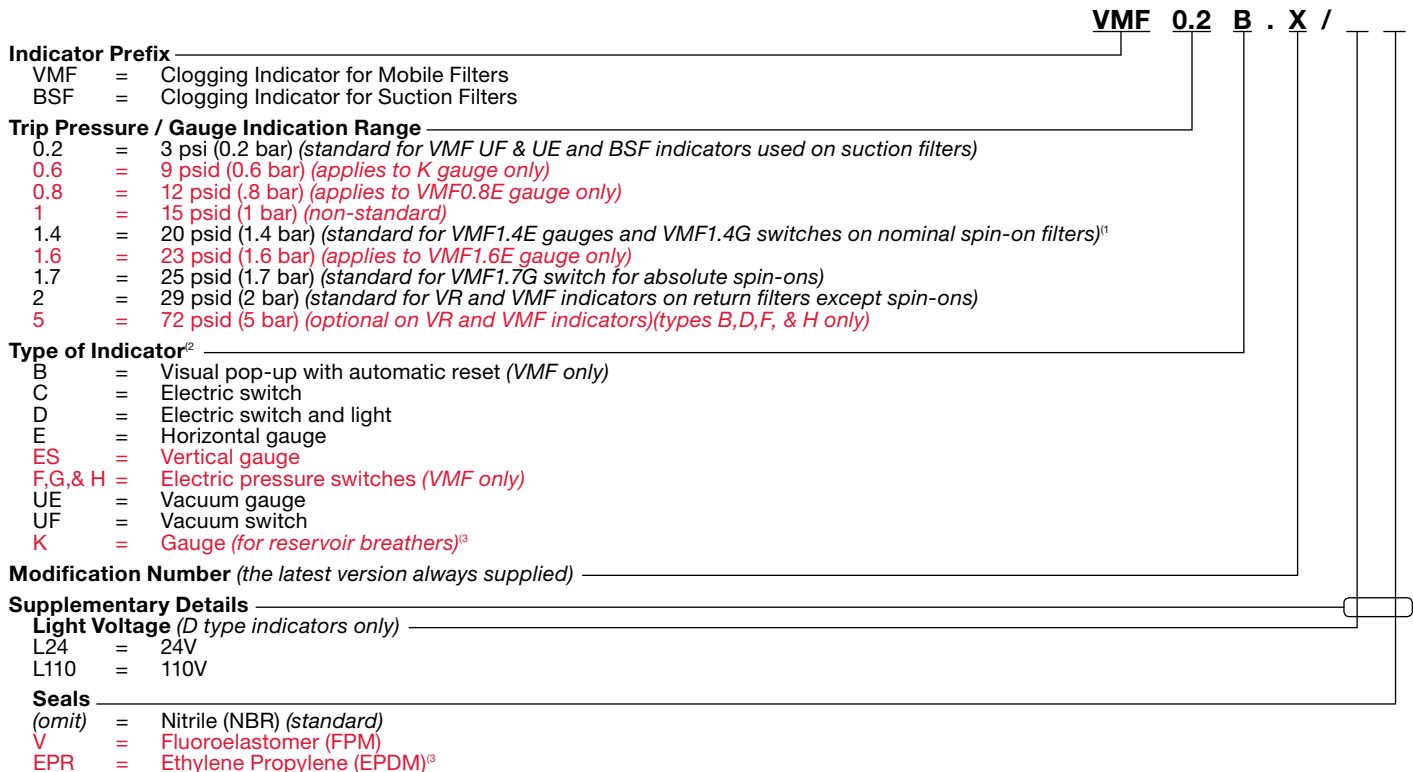 VMF 0.2 B . X /
Indicator Prefix
VMF = Clogging Indicator for Mobile Filters
BSF = Clogging Indicator for Suction Filters
Trip Pressure / Gauge Indication Range
0.2 = 3 psi (0.2 bar) (standard for VMF UF & UE and BSF indicators used on suction filters)
0.6 = 9 psid (0.6 bar) (applies to K gauge only)
0.8 = 12 psid (.8 bar) (applies to VMF0.8E gauge only)
1 = 15 psid (1 bar) (non-standard)
1.4 = 20 psid (1.4 bar) (standard for VMF1.4E gauges and VMF1.4G switches on nominal spin-on filters)(1
1.6 = 23 psid (1.6 bar) (applies to VMF1.6E gauge only)
1.7 = 25 psid (1.7 bar) (standard for VMF1.7G switch for absolute spin-ons)
2 = 29 psid (2 bar) (standard for VR and VMF indicators on return filters except spin-ons)
5 = 72 psid (5 bar) (optional on VR and VMF indicators)(types B,D,F, & H only)
Type of Indicator(2
B = Visual pop-up with automatic reset (VMF only)
C = Electric switch
D = Electric switch and light
E = Horizontal gauge
ES = Vertical gauge
F,G,& H = Electric pressure switches (VMF only)
UE = Vacuum gauge
UF = Vacuum switch
K = Gauge (for reservoir breathers)(3
Modification Number (the latest version always supplied)
Supplementary Details
Light Voltage (D type indicators only)
L24 = 24V
L110 = 110V
Seals
(omit) = Nitrile (NBR) (standard)
V = Fluoroelastomer (FPM)
EPR = Ethylene Propylene (EPDM)(3